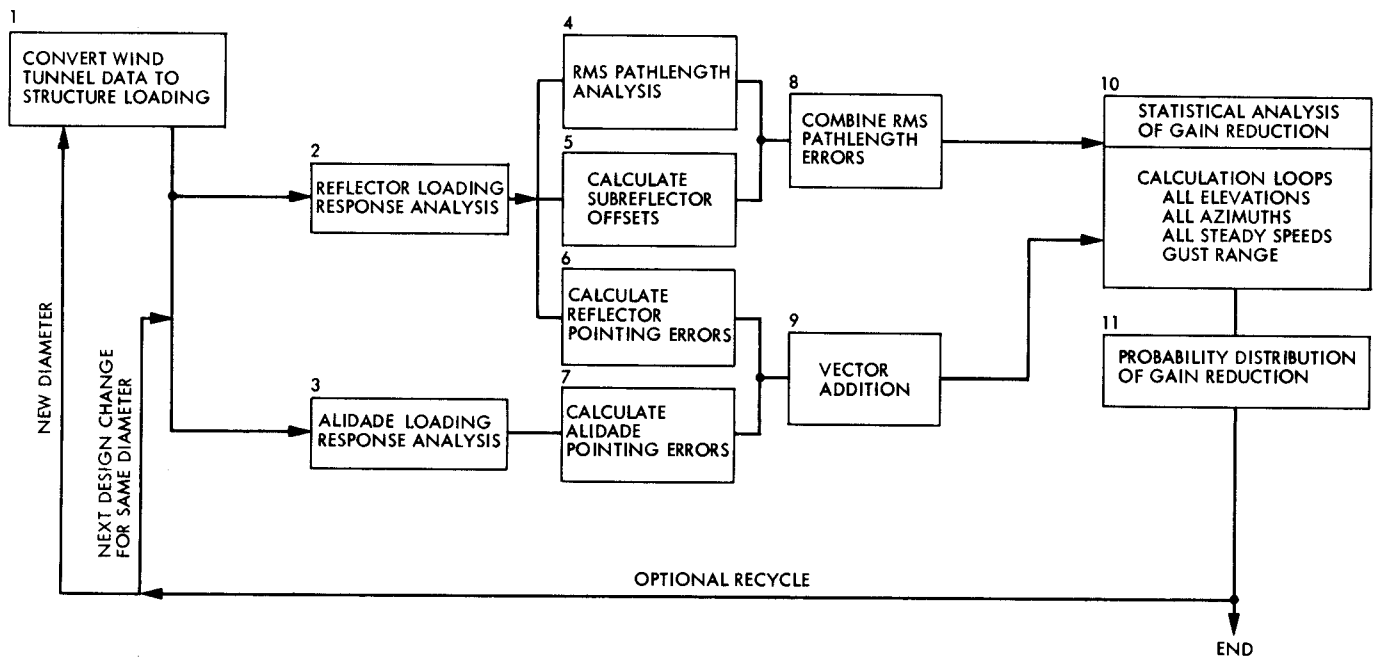 1
CONVERT WIND
TUNNEL DATA TO
STRUCTURE LOADING
2
REFLECTOR LOADING
RESPONSE ANALYSIS
3
ALIDADE LOADING
RESPONSE ANALYSIS
4
RMS PATHLENGTH
ANALYSIS
5
CALCULATE
SUBREFLECTOR
OFFSETS
6
CALCULATE
REFLECTOR
POINTING ERRORS
7
CALCULATE
ALIDADE
POINTING ERRORS
8
COMBINE RMS
PATHLENGTH
ERRORS
9
VECTOR
ADDITION
10
STATISTICAL ANALYSIS
OF GAIN REDUCTION
CALCULATION LOOPS
ALL ELEVATIONS
ALL AZIMUTHS
ALL STEADY SPEEDS
GUST RANGE
11
PROBABILITY DISTRIBUTION
OF GAIN REDUCTION
NEW DIAMETER
NEXT DESIGN CHANGE
FOR SAME DIAMETER
OPTIONAL RECYCLE
END